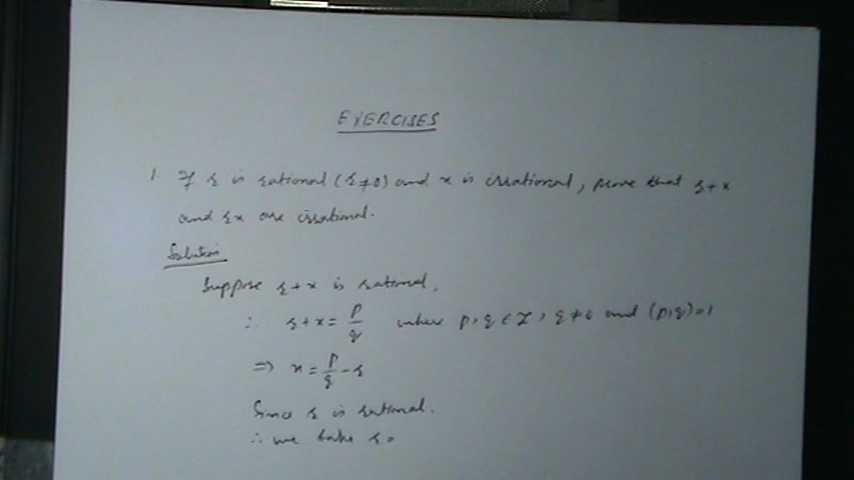 EXERCISES
1. If r is rational (r≠0) and x is irrational, prove that r+x
and rx are irrational.
Solution
Suppose r+x is rational,
∴ r+x = p/q where p, q ∈ Z, q≠0 and (p,q)=1
⇒ x = p/q - r
Since r is rational.
∴ we take r =